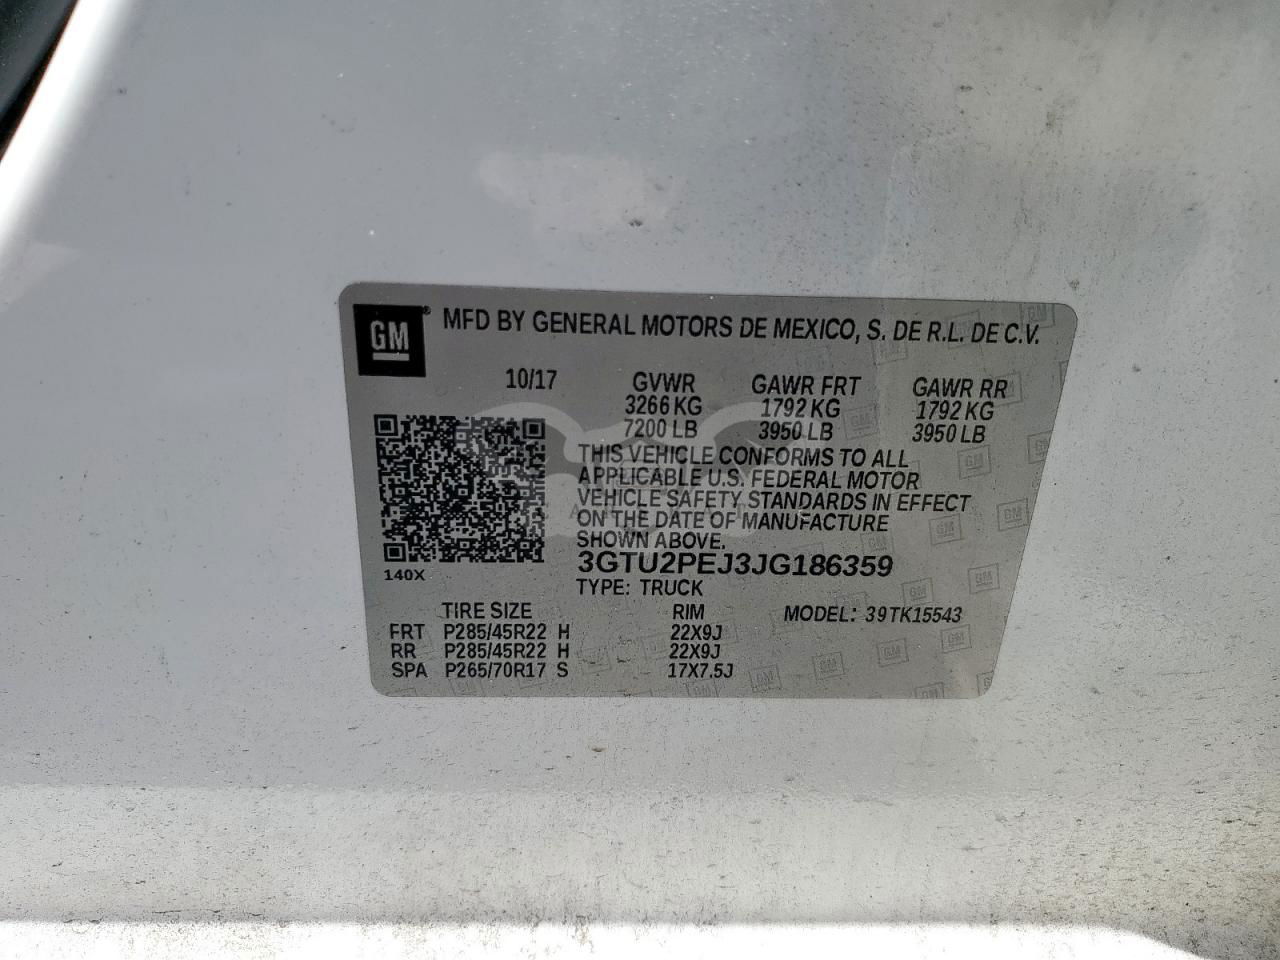 GM® MFD BY GENERAL MOTORS DE MEXICO, S. DE R.L. DE C.V.
10/17 GVWR GAWR FRT GAWR RR
3266 KG 1792 KG 1792 KG
7200 LB 3950 LB 3950 LB
THIS VEHICLE CONFORMS TO ALL
APPLICABLE U.S. FEDERAL MOTOR
VEHICLE SAFETY STANDARDS IN EFFECT
ON THE DATE OF MANUFACTURE
SHOWN ABOVE.
3GTU2PEJ3JG186359
140X
TYPE: TRUCK
TIRE SIZE RIM MODEL: 39TK15543
FRT P285/45R22 H 22X9J
RR P285/45R22 H 22X9J
SPA P265/70R17 S 17X7.5J